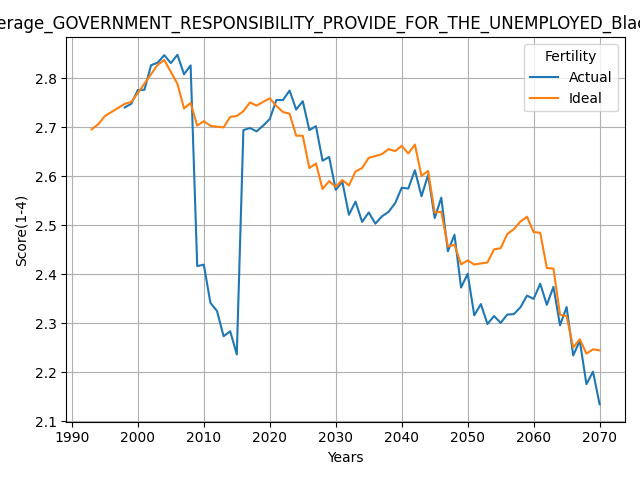 erage_GOVERNMENT_RESPONSIBILITY_PROVIDE_FOR_THE_UNEMPLOYED_Bla
Fertility
Actual
Ideal
Score(1-4)
2.8
2.7
2.6
2.5
2.4
2.3
2.2
2.1
1990 2000 2010 2020 2030 2040 2050 2060 2070
Years